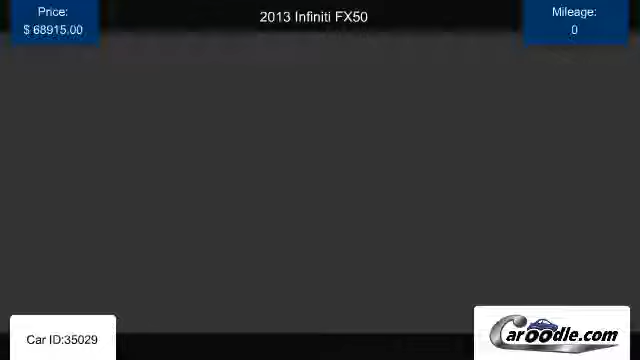 Price:
$ 68915.00
2013 Infiniti FX50
Mileage:
0
Car ID:35029
Caroodle.com